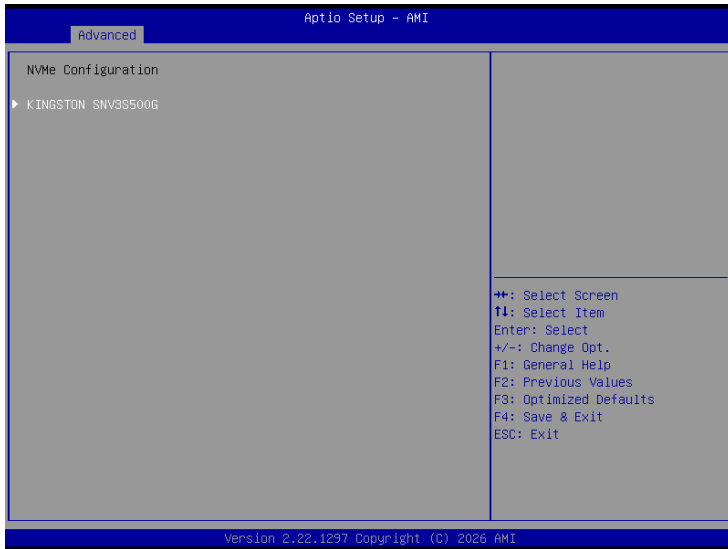 Aptio Setup – AMI
Advanced
NVMe Configuration
KINGSTON SNV3S500G
→←: Select Screen
↑↓: Select Item
Enter: Select
+/-: Change Opt.
F1: General Help
F2: Previous Values
F3: Optimized Defaults
F4: Save & Exit
ESC: Exit
Version 2.22.1297 Copyright (C) 2026 AMI